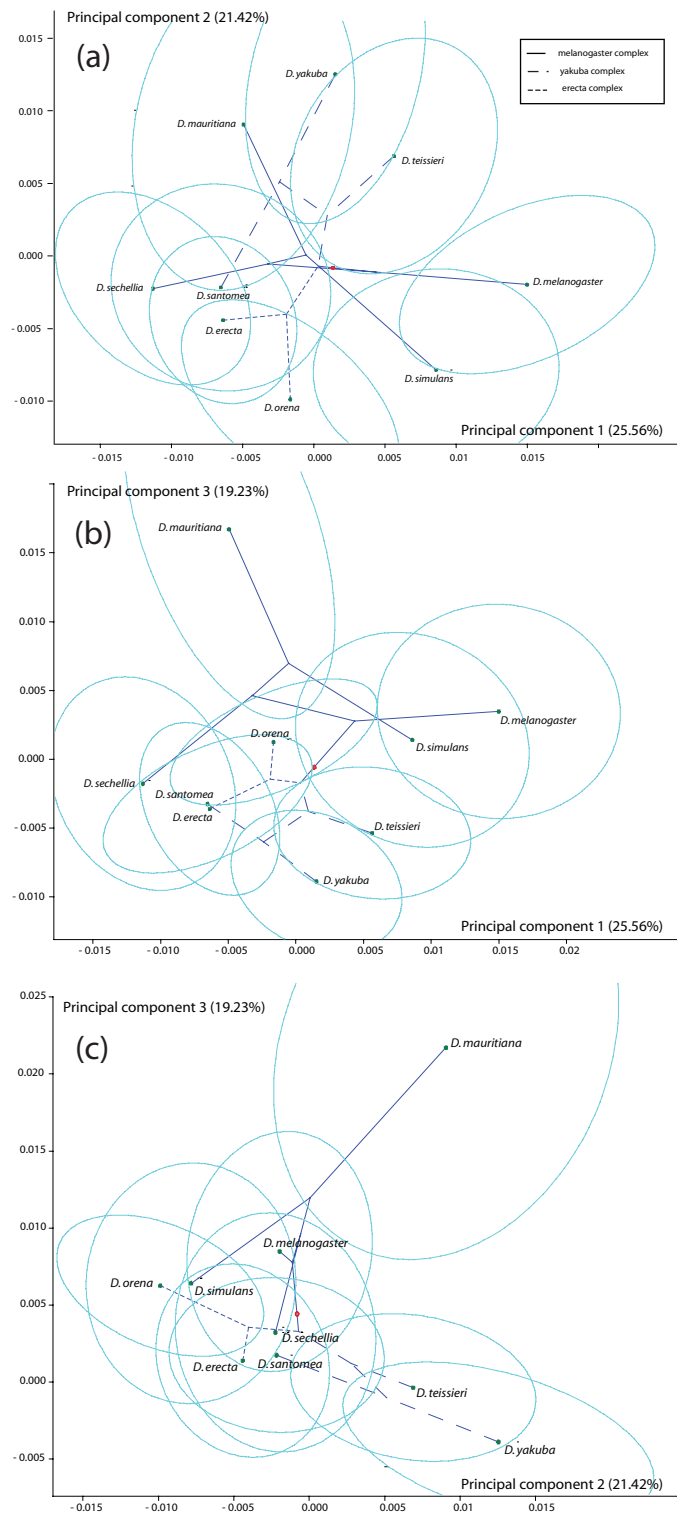 Principal component 2 (21.42%)
(a)
melanogaster complex
yakuba complex
erecta complex
0.015
0.010
0.005
0.000
- 0.005
- 0.010
D. yakuba
D. mauritiana
D. teissieri
D. sechellia
D. santomea
D. melanogaster
D. erecta
D. simulans
D. orena
Principal component 1 (25.56%)
- 0.015
- 0.010
- 0.005
0.000
0.005
0.01
0.015
Principal component 3 (19.23%)
(b)
0.015
0.010
0.005
0.000
- 0.005
- 0.010
D. mauritiana
D. melanogaster
D. orena
D. simulans
D. sechellia
D. santomea
D. erecta
D. teissieri
D. yakuba
Principal component 1 (25.56%)
- 0.015
- 0.010
- 0.005
0.000
0.005
0.01
0.015
0.02
0.025
Principal component 3 (19.23%)
(c)
0.020
0.015
0.010
0.005
0.000
-0.005
D. mauritiana
D. melanogaster
D. orena
D. simulans
D. sechellia
D. erecta
D. santomea
D. teissieri
D. yakuba
Principal component 2 (21.42%)
- 0.015
- 0.010
- 0.005
0.000
0.005
0.01
0.015